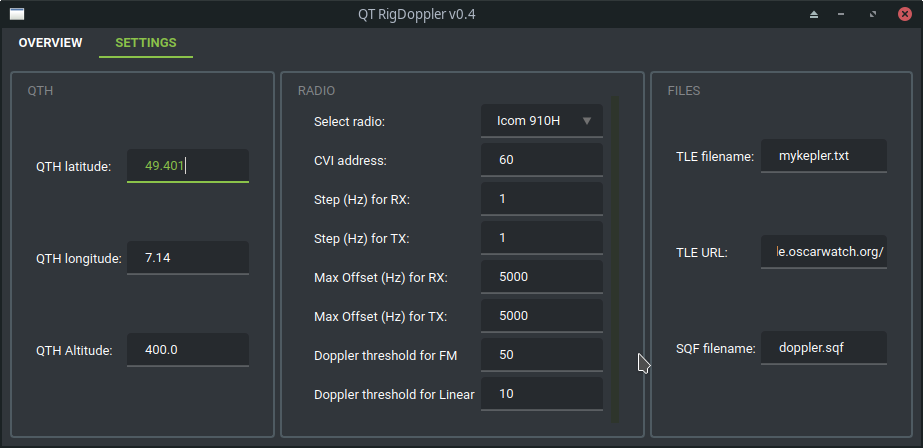 QT RigDoppler v0.4
OVERVIEW SETTINGS
QTH
QTH latitude: 49.401
QTH longitude: 7.14
QTH Altitude: 400.0
RADIO
Select radio: Icom 910H
CVI address: 60
Step (Hz) for RX: 1
Step (Hz) for TX: 1
Max Offset (Hz) for RX: 5000
Max Offset (Hz) for TX: 5000
Doppler threshold for FM 50
Doppler threshold for Linear 10
FILES
TLE filename: mykepler.txt
TLE URL: le.oscarwatch.org/
SQF filename: doppler.sqf